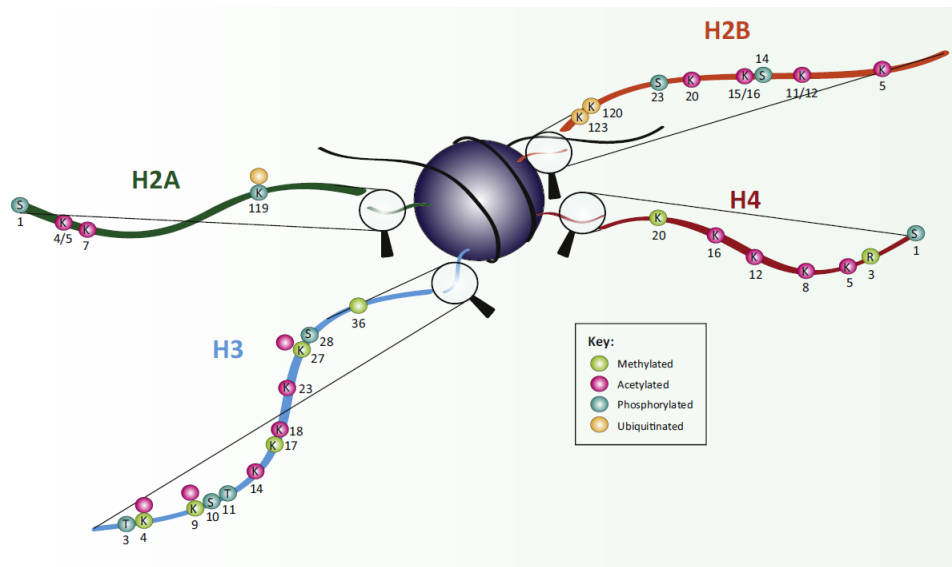 H2B
14
S K K S K K
23 20 15/16 11/12 5
K K 120
123
H2A
K
119
S K K
1 4/5 7
H4
K K K K K R S
20 16 12 8 5 3 1
H3
36
S 28
K 27
K 23
K 18
K 17
K 14
T K K S T
3 4 9 10 11
Key:
Methylated
Acetylated
Phosphorylated
Ubiquitinated